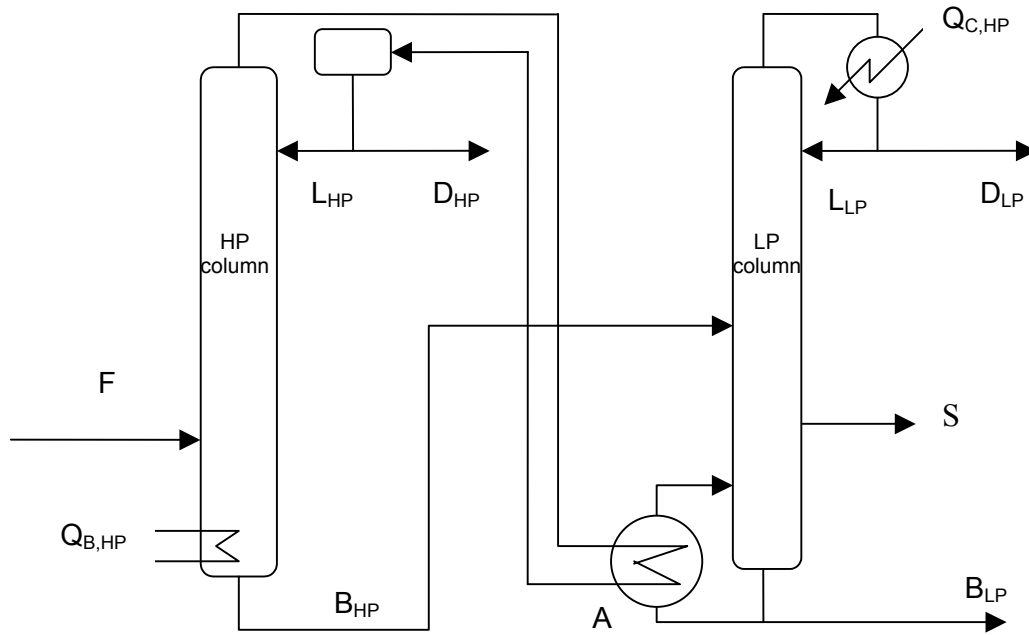 Q_C,HP
L_HP
D_HP
L_LP
D_LP
HP
column
LP
column
F
S
Q_B,HP
B_HP
A
B_LP